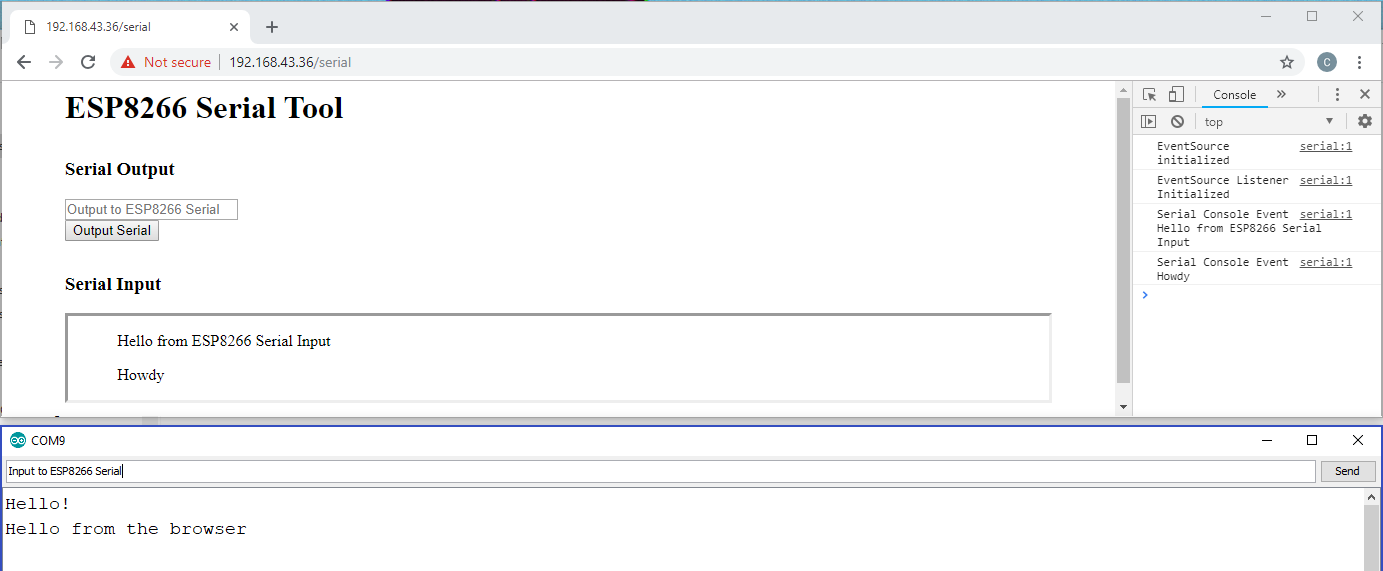 192.168.43.36/serial
Not secure 192.168.43.36/serial
C
ESP8266 Serial Tool
Serial Output
Output to ESP8266 Serial
Output Serial
Serial Input
Hello from ESP8266 Serial Input
Howdy
Console
top
EventSource serial:1
initialized
EventSource Listener serial:1
Initialized
Serial Console Event serial:1
Hello from ESP8266 Serial
Input
Serial Console Event serial:1
Howdy
COM9
Input to ESP8266 Serial
Send
Hello!
Hello from the browser